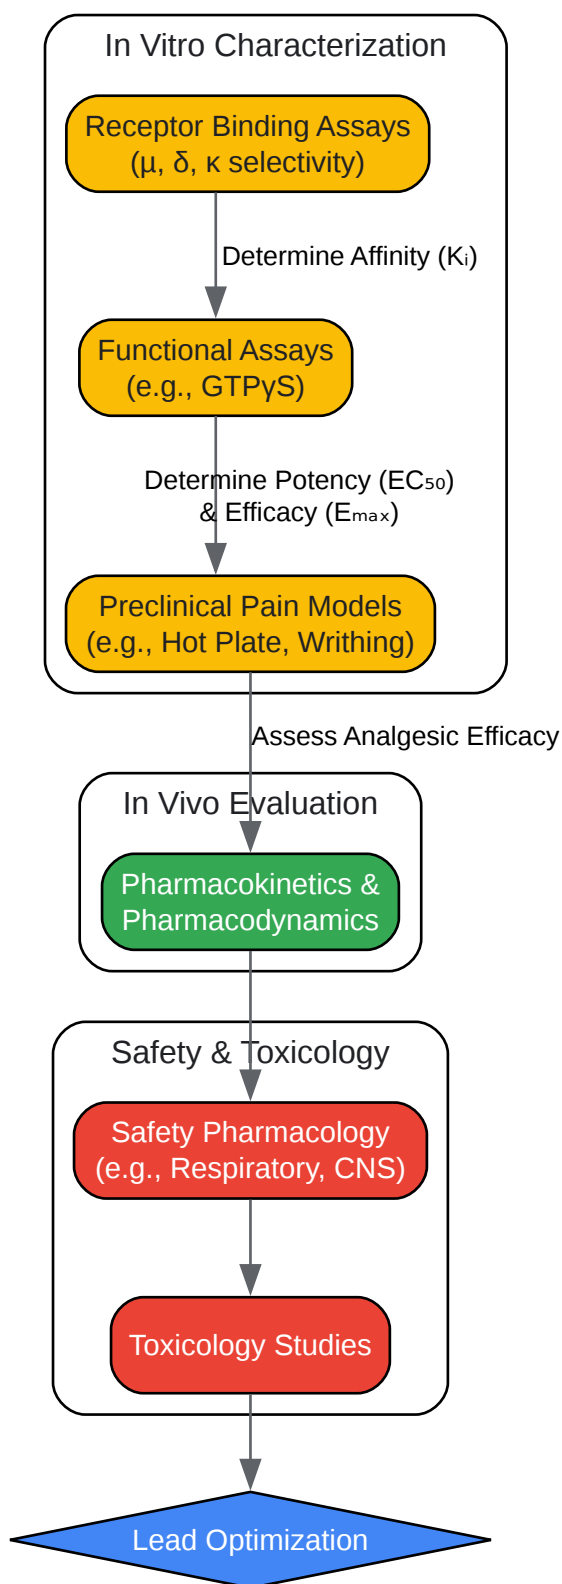 In Vitro Characterization
Receptor Binding Assays
(μ, δ, κ selectivity)
Determine Affinity (Kᵢ)
Functional Assays
(e.g., GTPγS)
Determine Potency (EC₅₀)
& Efficacy (Eₘₐₓ)
Preclinical Pain Models
(e.g., Hot Plate, Writhing)
Assess Analgesic Efficacy
In Vivo Evaluation
Pharmacokinetics &
Pharmacodynamics
Safety & Toxicology
Safety Pharmacology
(e.g., Respiratory, CNS)
Toxicology Studies
Lead Optimization